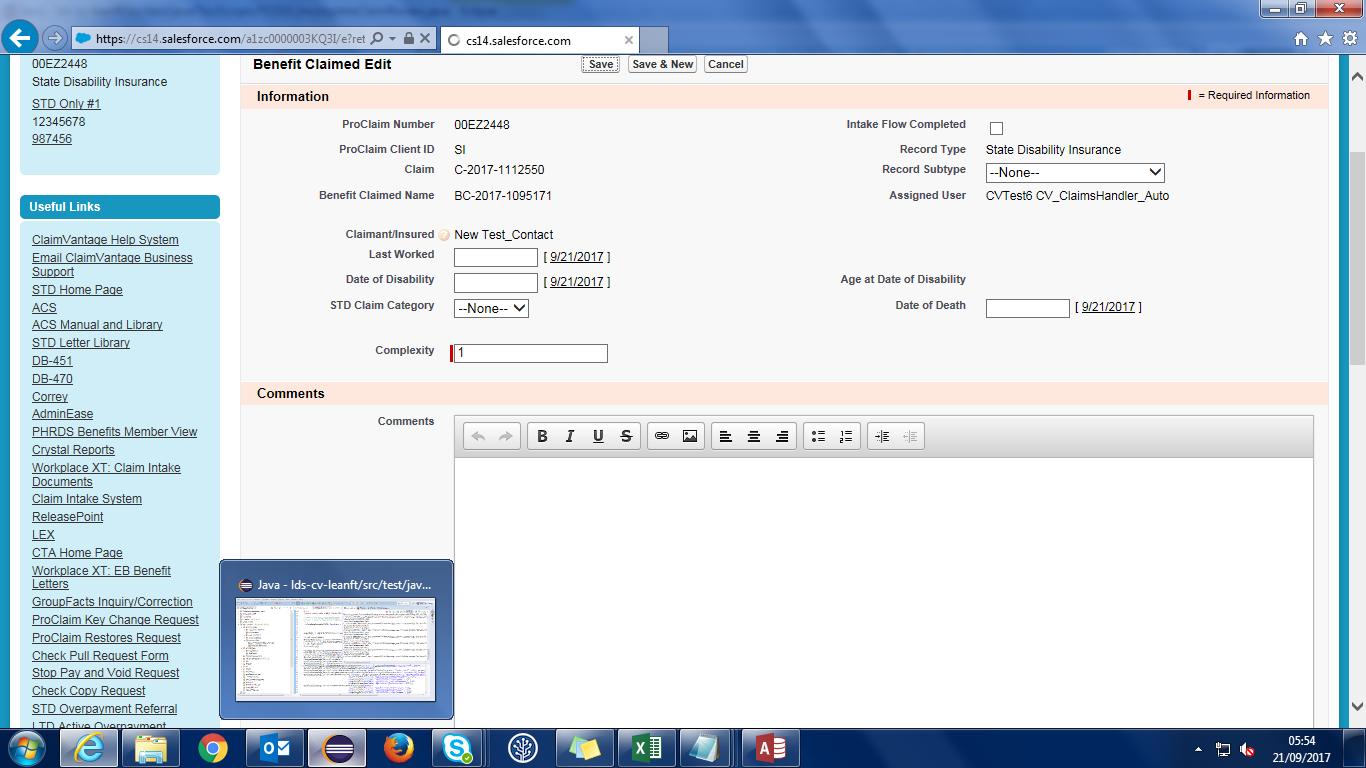 https://cs14.salesforce.com/a1zc0000003KQ3I/e?ret
cs14.salesforce.com
00EZ2448
State Disability Insurance
STD Only #1
12345678
987456
Useful Links
ClaimVantage Help System
Email ClaimVantage Business
Support
STD Home Page
ACS
ACS Manual and Library
STD Letter Library
DB-451
DB-470
Correy
AdminEase
PHRDS Benefits Member View
Crystal Reports
Workplace XT: Claim Intake
Documents
Claim Intake System
ReleasePoint
LEX
CTA Home Page
Workplace XT: EB Benefit
Letters
GroupFacts Inquiry/Correction
ProClaim Key Change Request
ProClaim Restores Request
Check Pull Request Form
Stop Pay and Void Request
Check Copy Request
STD Overpayment Referral
LTD Active Overpayment
Benefit Claimed Edit
Save
Save & New
Cancel
Information
= Required Information
ProClaim Number 00EZ2448
Intake Flow Completed
ProClaim Client ID SI
Record Type State Disability Insurance
Claim C-2017-1112550
Record Subtype --None--
Benefit Claimed Name BC-2017-1095171
Assigned User CVTest6 CV_ClaimsHandler_Auto
Claimant/Insured New Test_Contact
Last Worked [ 9/21/2017 ]
Date of Disability [ 9/21/2017 ]
Age at Date of Disability
STD Claim Category --None--
Date of Death [ 9/21/2017 ]
Complexity 1
Comments
Comments
B I U S
Java - lds-cv-leanft/src/test/jav...
05:54
21/09/2017